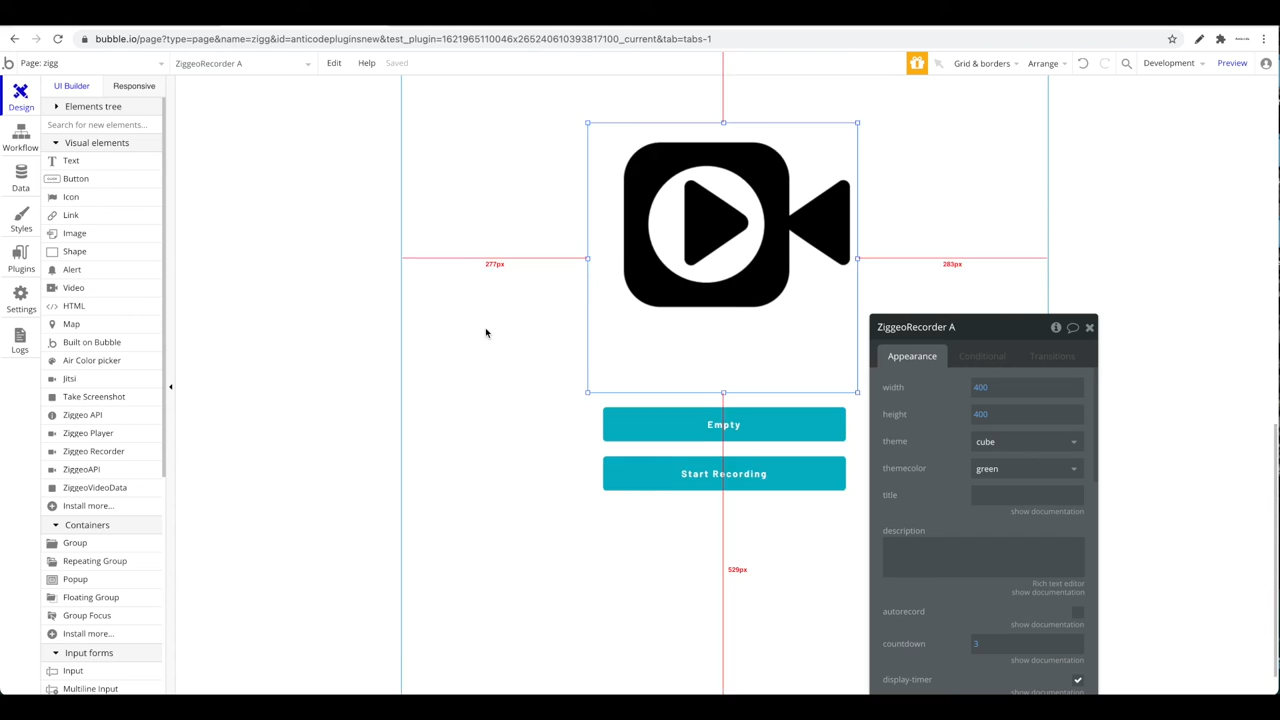 bubble.io/page?type=page&name=zigg&id=anticodepluginsnew&test_plugin=1621965110046x265240610393817100_current&tab=tabs-1
Page: zigg
ZiggeoRecorder A
Edit
Help
Saved
Grid & borders
Arrange
Development
Preview
Design
Workflow
Data
Styles
Plugins
Settings
Logs
UI Builder
Responsive
Elements tree
Search for new elements...
Visual elements
Text
Button
Icon
Link
Image
Shape
Alert
Video
HTML
Map
Built on Bubble
Air Color picker
Jitsi
Take Screenshot
Ziggeo API
Ziggeo Player
Ziggeo Recorder
ZiggeoAPI
ZiggeoVideoData
Install more...
Containers
Group
Repeating Group
Popup
Floating Group
Group Focus
Install more...
Input forms
Input
Multiline Input
277px
283px
Empty
Start Recording
529px
ZiggeoRecorder A
Appearance
Conditional
Transitions
width
400
height
400
theme
cube
themecolor
green
title
show documentation
description
Rich text editor
show documentation
autorecord
show documentation
countdown
3
show documentation
display-timer
show documentation